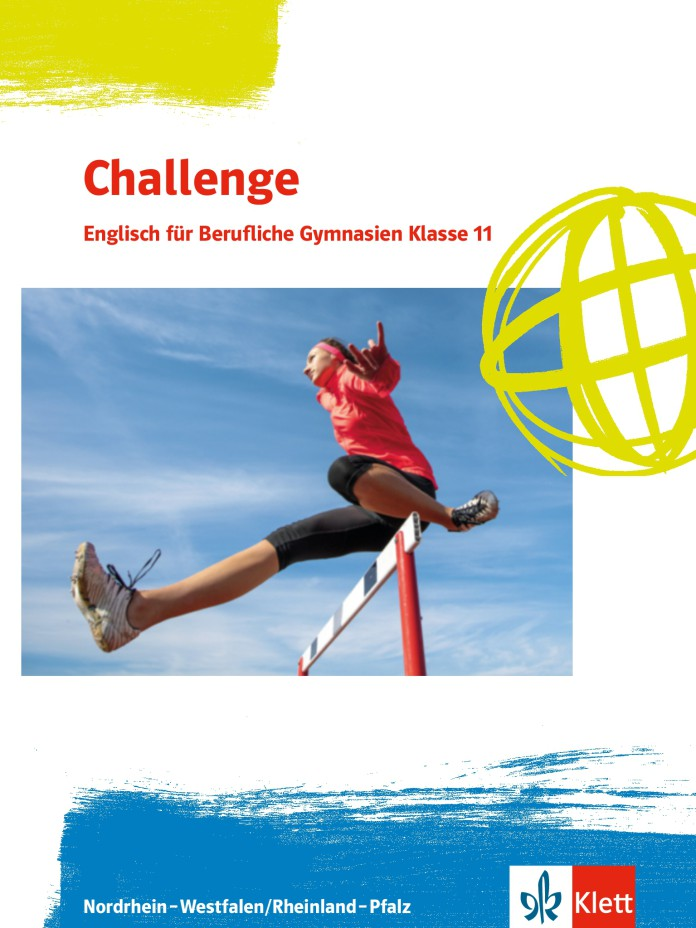 Challenge
Englisch für Berufliche Gymnasien Klasse 11
Nordrhein-Westfalen/Rheinland-Pfalz
Klett